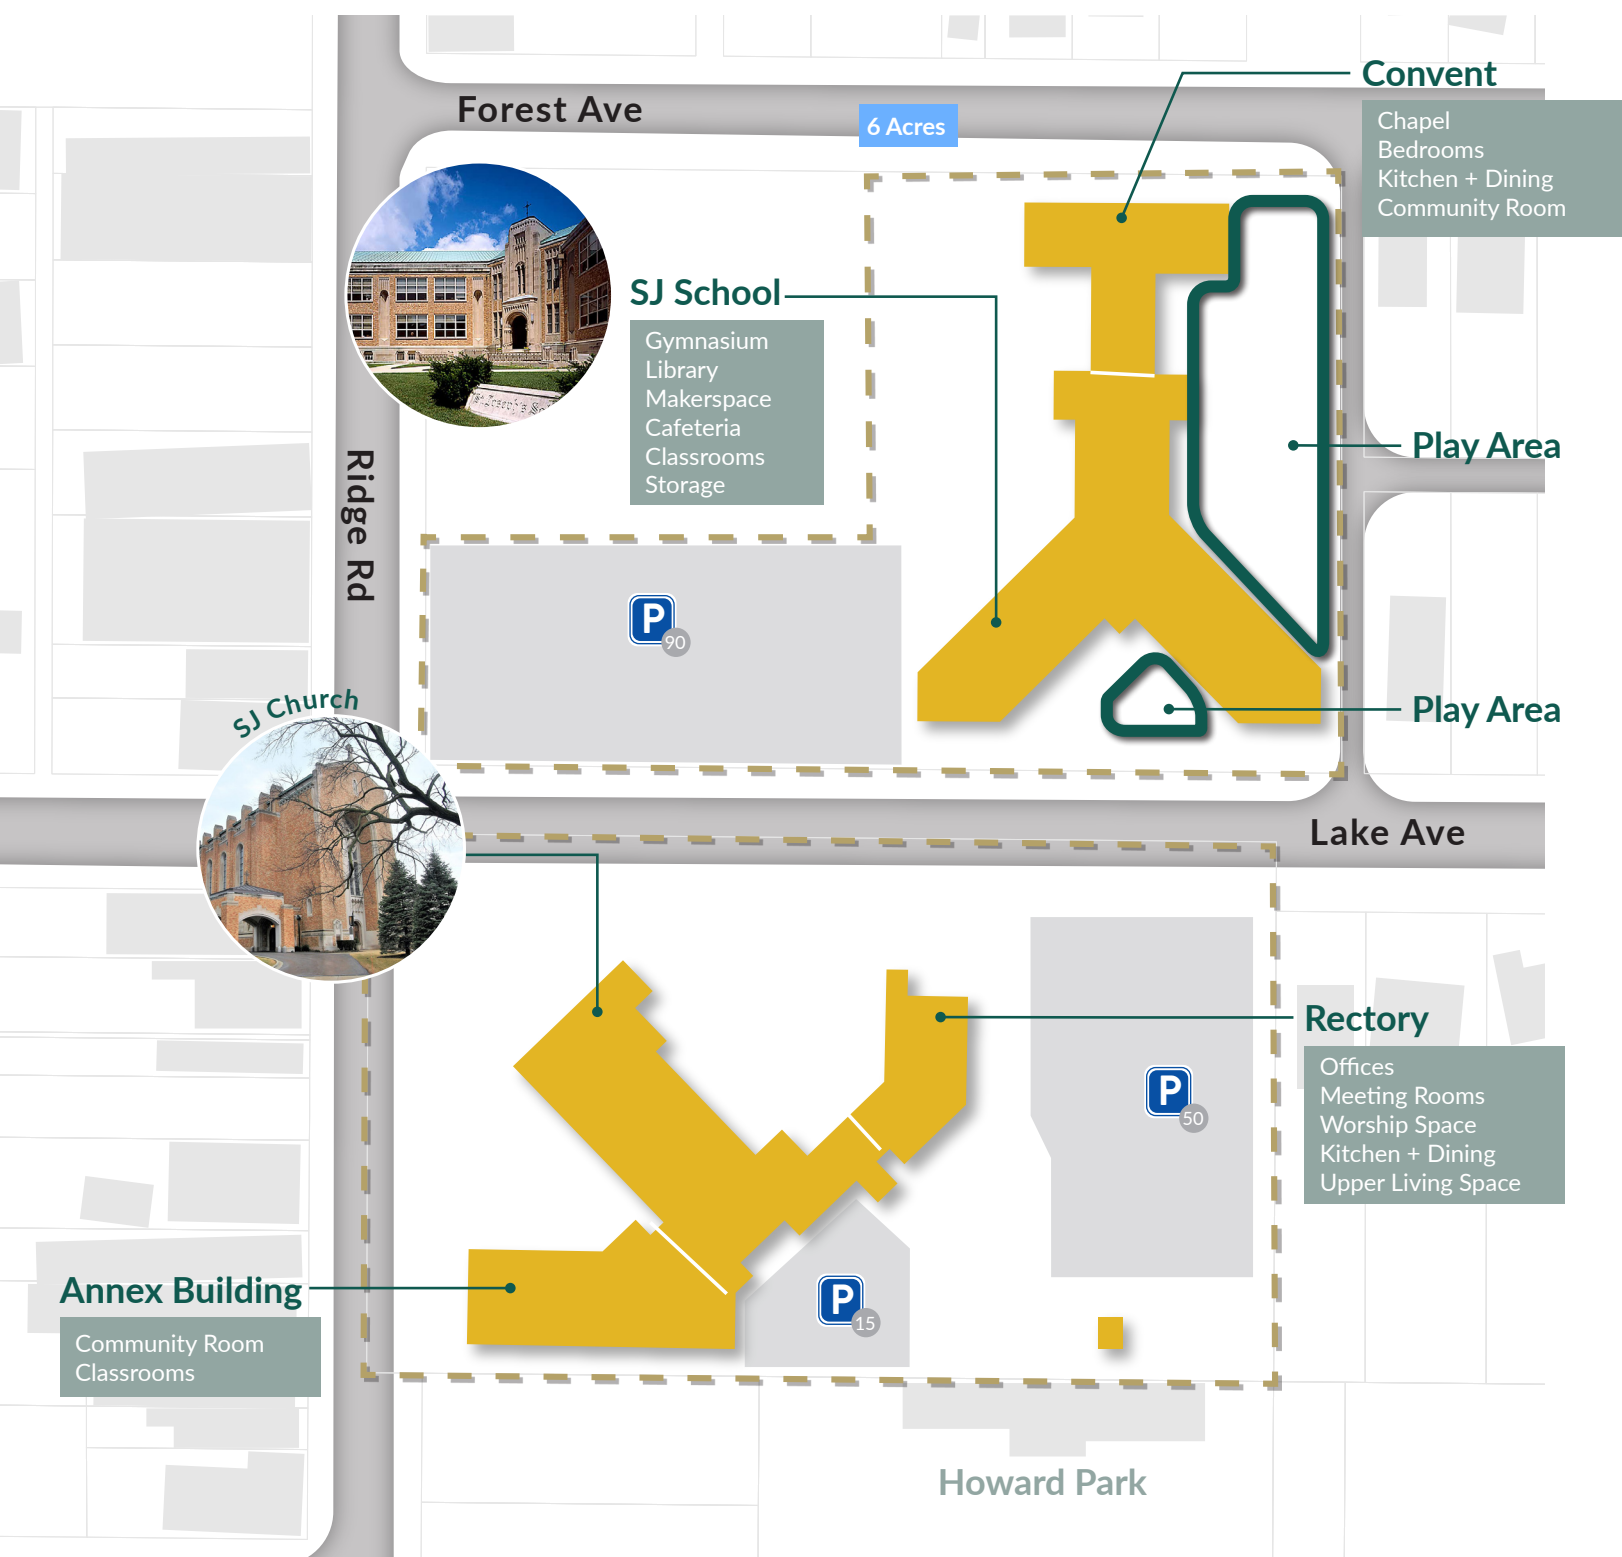 Forest Ave
6 Acres
Convent
Chapel
Bedrooms
Kitchen + Dining
Community Room
SJ School
Gymnasium
Library
Makerspace
Cafeteria
Classrooms
Storage
Play Area
Ridge Rd
P
90
Play Area
SJ Church
Lake Ave
Rectory
Offices
Meeting Rooms
Worship Space
Kitchen + Dining
Upper Living Space
P
50
Annex Building
Community Room
Classrooms
P
15
Howard Park